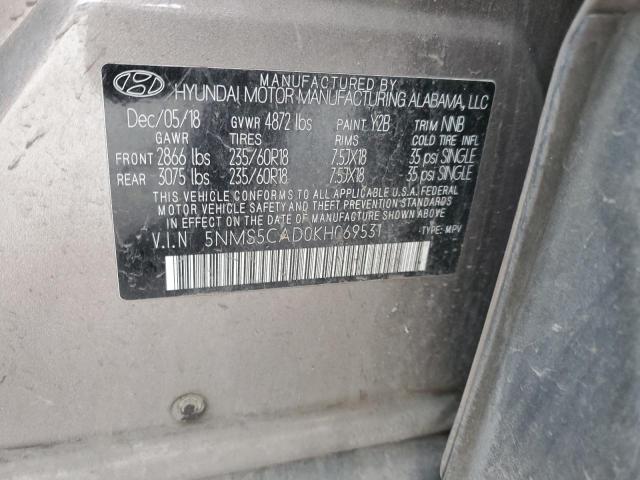 MANUFACTURED BY
HYUNDAI MOTOR MANUFACTURING ALABAMA, LLC
Dec/05/18 GVWR 4872 lbs PAINT Y2B TRIM NNB
GAWR TIRES RIMS COLD TIRE INFL
FRONT 2866 lbs 235/60R18 7.5JX18 35 psi SINGLE
REAR 3075 lbs 235/60R18 7.5JX18 35 psi SINGLE
THIS VEHICLE CONFORMS TO ALL APPLICABLE U.S.A. FEDERAL
MOTOR VEHICLE SAFETY, BUMPER, AND THEFT PREVENTION STANDARDS
IN EFFECT ON THE DATE OF MANUFACTURE SHOWN ABOVE.
V.I.N 5NMS5CAD0KH069531 TYPE: MPV